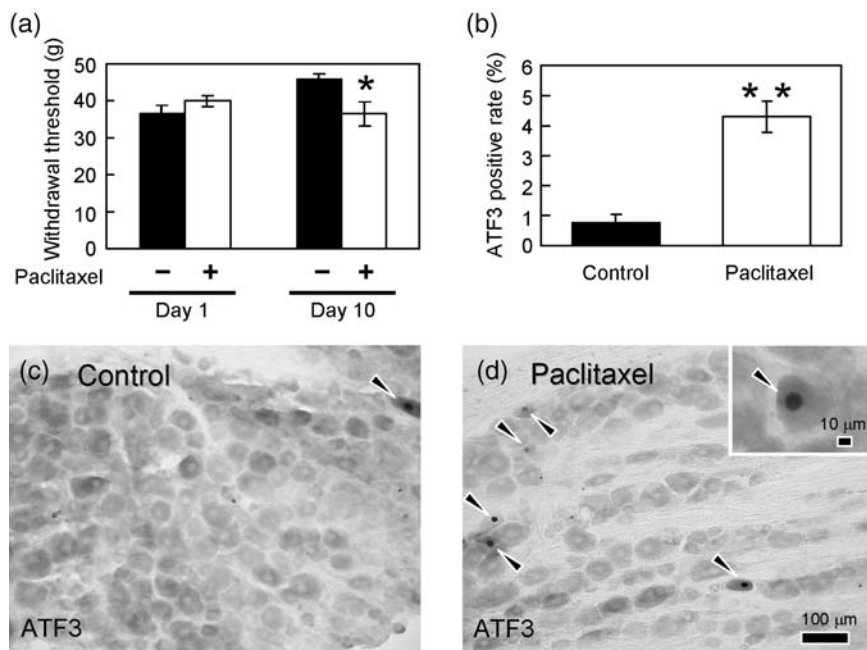 (a)
Withdrawal threshold (g)
50
40
30
20
10
0
*
Paclitaxel
− + − +
Day 1 Day 10
(b)
ATF3 positive rate (%)
6
5
4
3
2
1
0
* *
Control Paclitaxel
(c) Control
ATF3
(d) Paclitaxel
10 μm
ATF3
100 μm